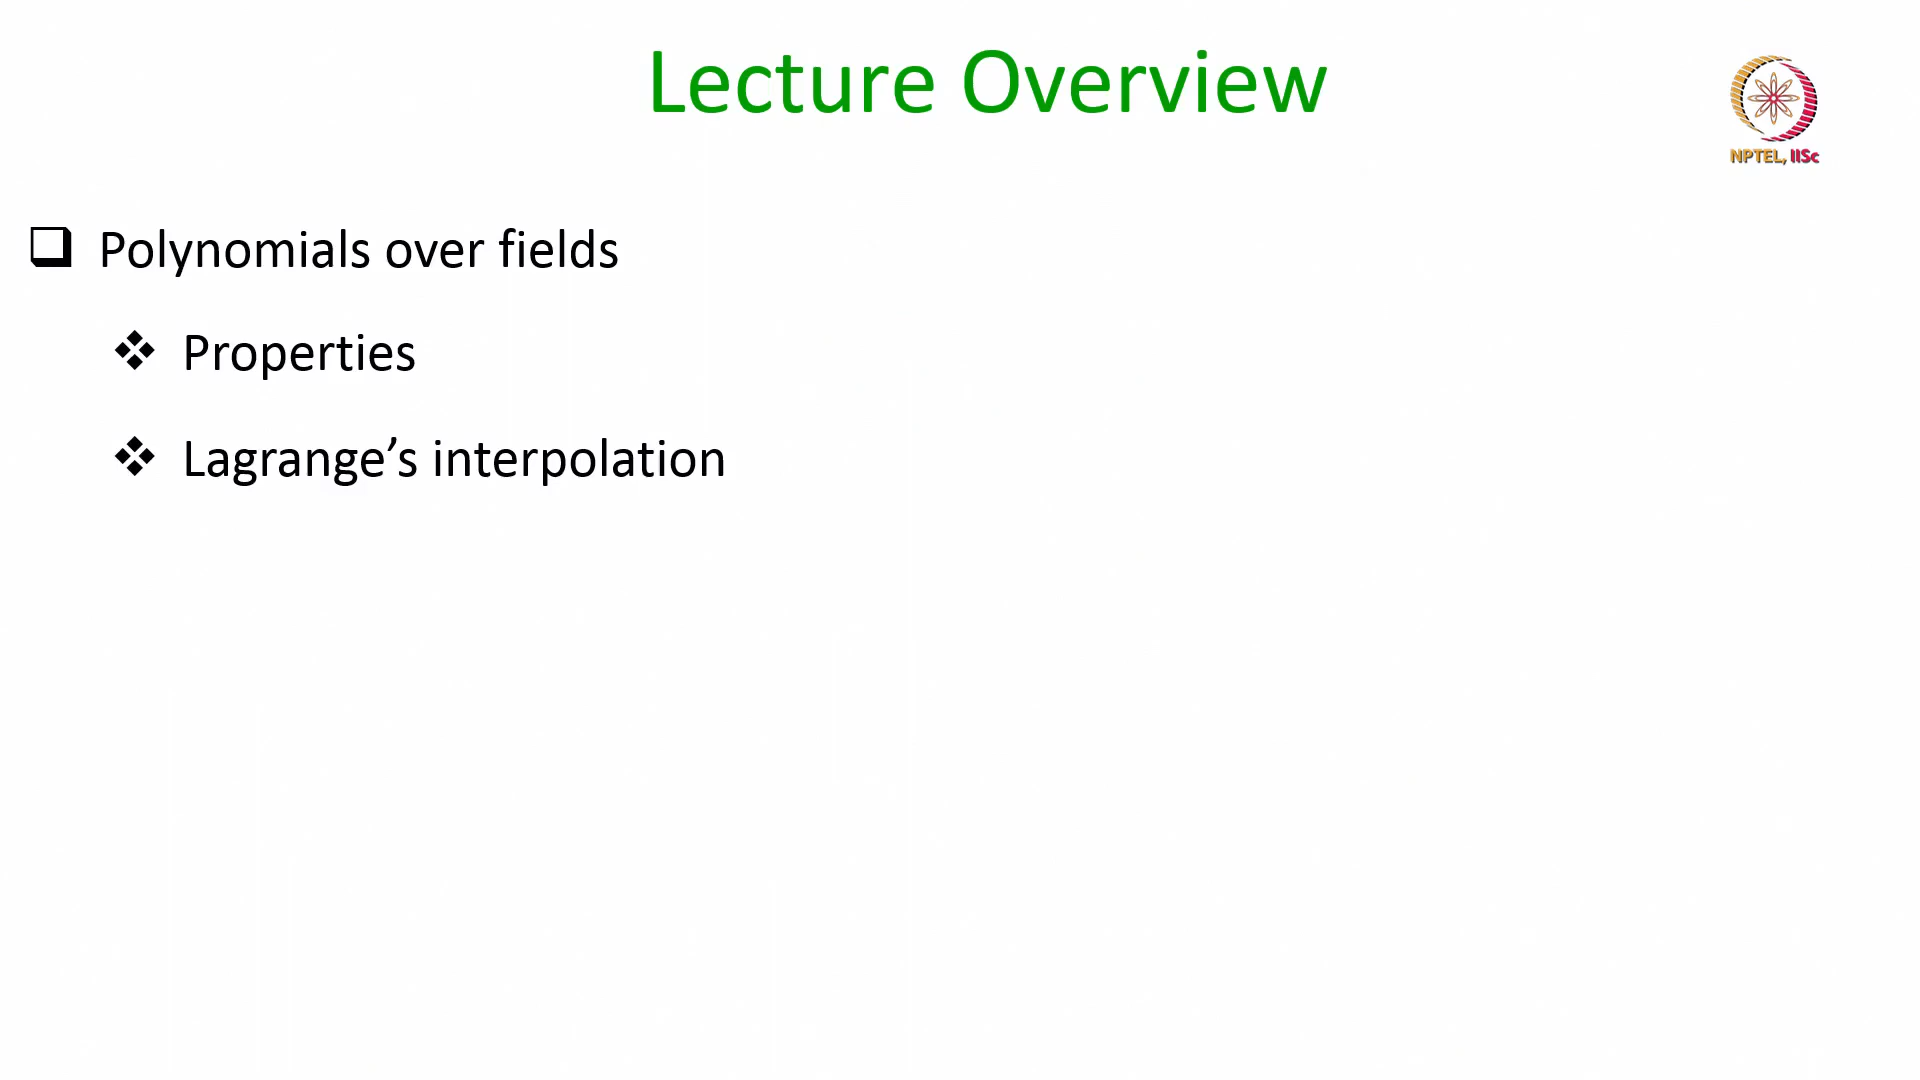 Lecture Overview
NPTEL, IISc
Polynomials over fields
Properties
Lagrange’s interpolation